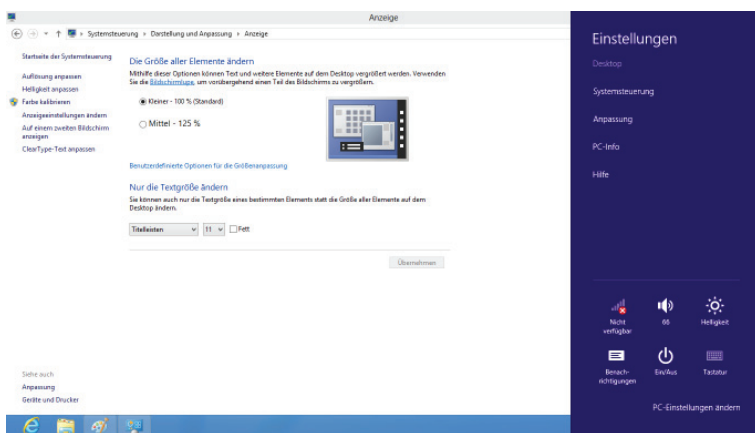 Anzeige
Systemsteuerung › Darstellung und Anpassung › Anzeige
Startseite der Systemsteuerung
Auflösung anpassen
Helligkeit anpassen
Farbe kalibrieren
Anzeigeeinstellungen ändern
Auf einem zweiten Bildschirm
anzeigen
ClearType-Text anpassen
Siehe auch
Anpassung
Geräte und Drucker
Die Größe aller Elemente ändern
Mithilfe dieser Optionen können Text und weitere Elemente auf dem Desktop vergrößert werden. Verwenden
Sie die Bildschirmlupe, um vorübergehend einen Teil des Bildschirms zu vergrößern.
Kleiner - 100 % (Standard)
Mittel - 125 %
Benutzerdefinierte Optionen für die Größenanpassung
Nur die Textgröße ändern
Sie können auch nur die Textgröße eines bestimmten Elements statt die Größe aller Elemente auf dem
Desktop ändern.
Titelleisten 11 Fett
Übernehmen
Einstellungen
Desktop
Systemsteuerung
Anpassung
PC-Info
Hilfe
Nicht
verfügbar
66
Helligkeit
Benach-
richtigungen
Ein/Aus
Tastatur
PC-Einstellungen ändern